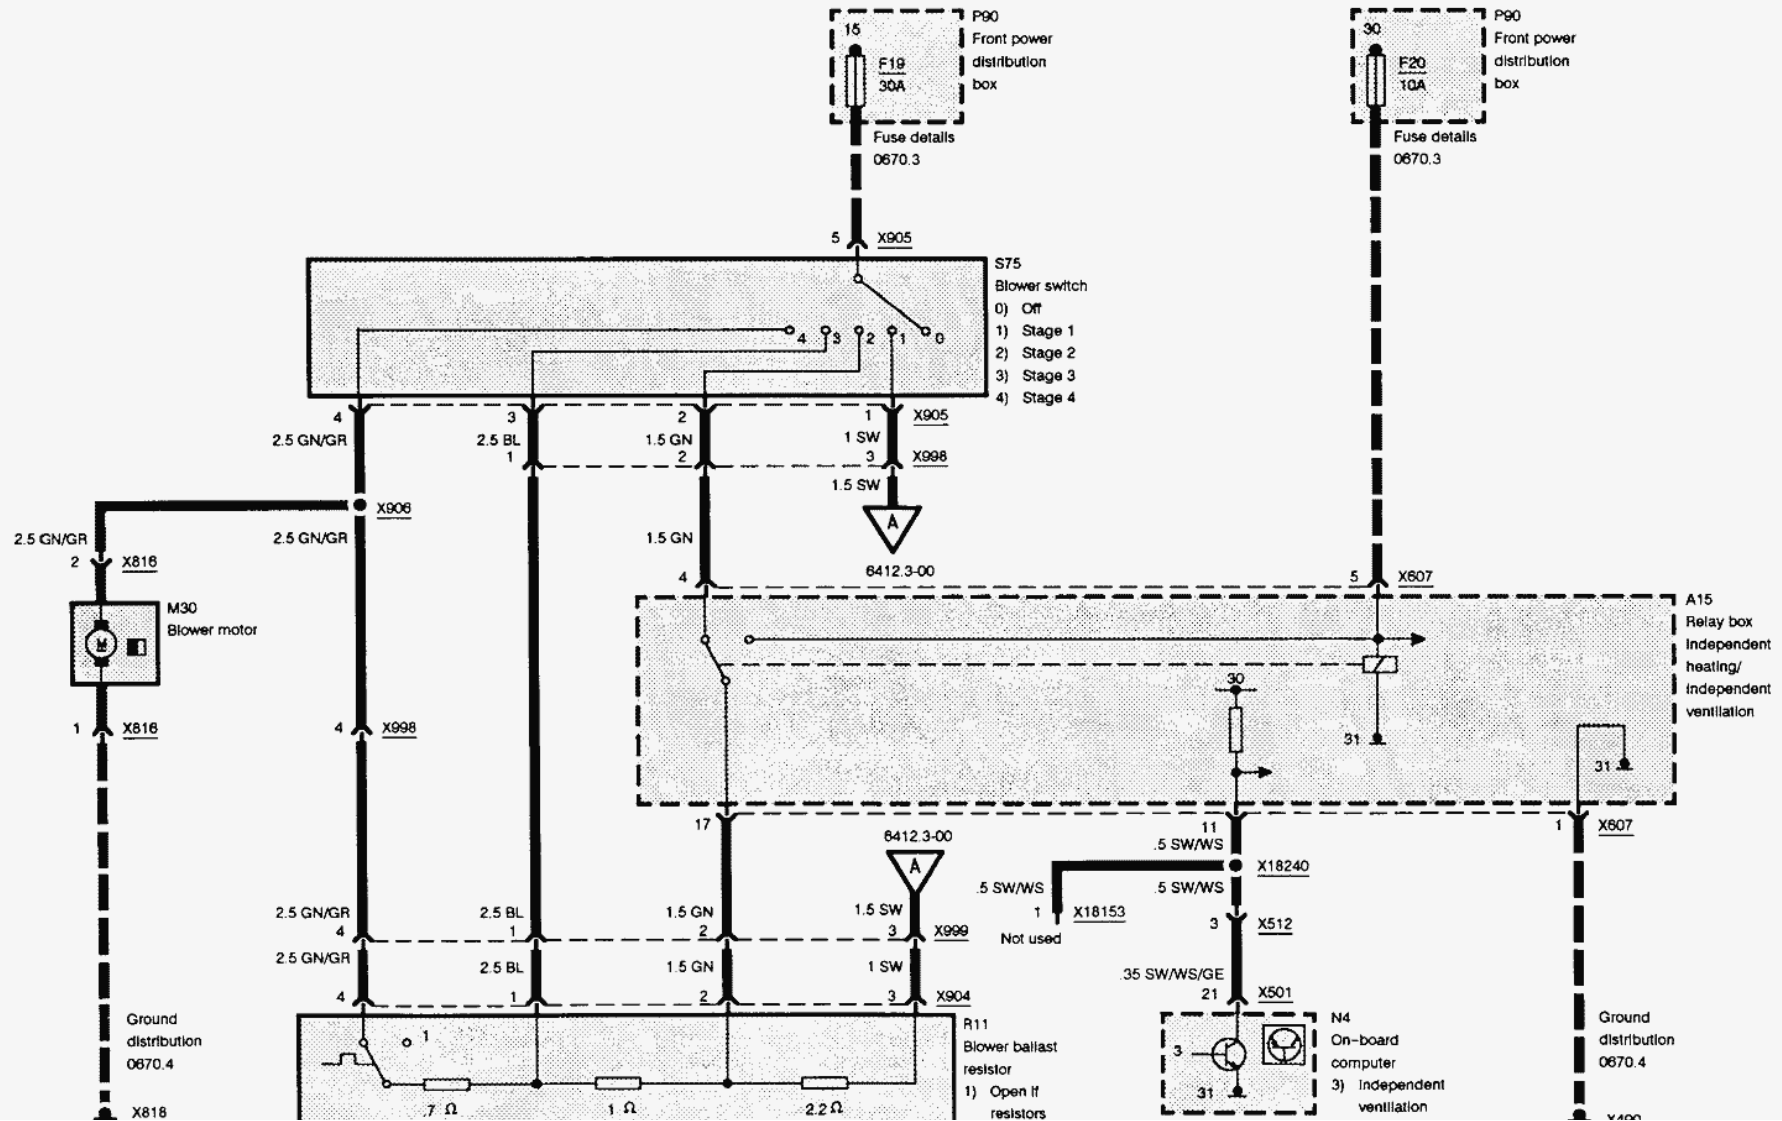 15
F19
30A
P90
Front power
distribution
box
Fuse details
0670.3
30
F20
10A
P90
Front power
distribution
box
Fuse details
0670.3
5
X905
S75
Blower switch
0) Off
1) Stage 1
2) Stage 2
3) Stage 3
4) Stage 4
4
3
2
1
0
4
3
2
1
X905
2.5 GN/GR
2.5 BL
1.5 GN
1 SW
1
2
3
X998
1.5 SW
X906
2.5 GN/GR
2.5 GN/GR
1.5 GN
A
6412.3-00
2
X816
4
5
X607
M30
Blower motor
M
A15
Relay box
Independent
heating/
Independent
ventilation
30
31
31
1
X816
4
X998
17
11
1
X607
6412.3-00
A
.5 SW/WS
X18240
.5 SW/WS
.5 SW/WS
1
X18153
Not used
3
X512
2.5 GN/GR
2.5 BL
1.5 GN
1.5 SW
4
1
2
3
X999
2.5 GN/GR
2.5 BL
1.5 GN
1 SW
.35 SW/WS/GE
4
1
2
3
X904
21
X501
Ground
distribution
0670.4
X818
1
.7 Ω
1 Ω
2.2 Ω
R11
Blower ballast
resistor
1) Open if
resistors
3
31
N4
On-board
computer
3) Independent
ventilation
Ground
distribution
0670.4
X490